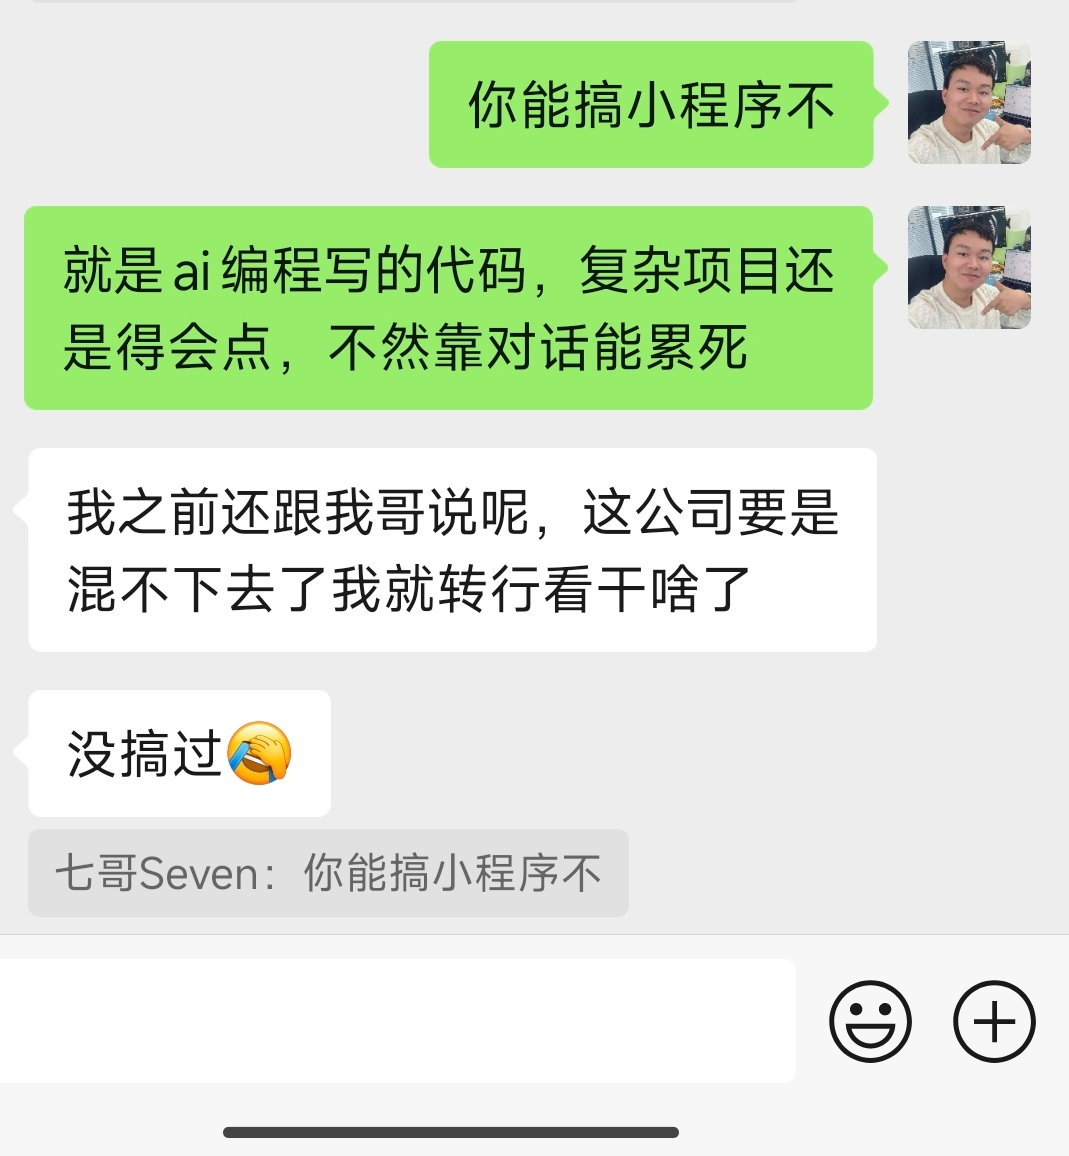 你能搞小程序不
就是ai编程写的代码，复杂项目还
是得会点，不然靠对话能累死
我之前还跟我哥说呢，这公司要是
混不下去了我就转行看干啥了
没搞过🤦
七哥Seven：你能搞小程序不